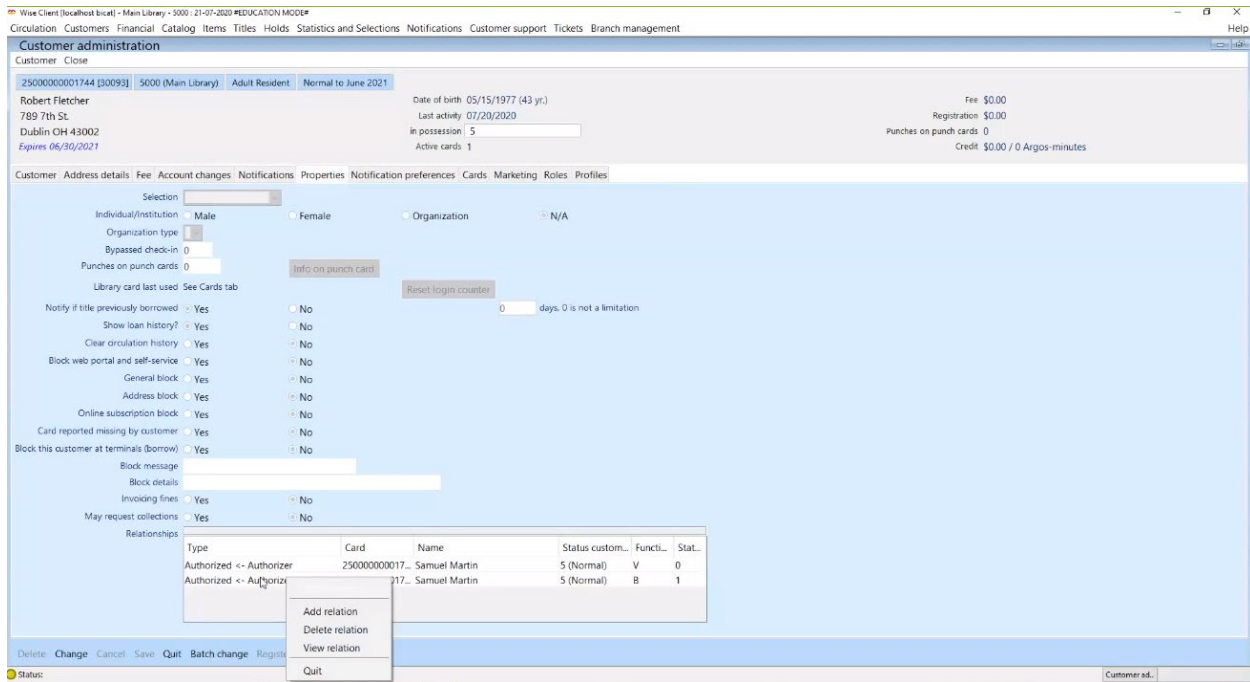 Wise Client [localhost bicat] - Main Library - 5000 : 21-07-2020 #EDUCATION MODE#
Circulation Customers Financial Catalog Items Titles Holds Statistics and Selections Notifications Customer support Tickets Branch management Help
Customer administration
Customer Close
25000000001744 [30093] 5000 (Main Library) Adult Resident Normal to June 2021
Robert Fletcher Date of birth 05/15/1977 (43 yr.) Fee $0.00
789 7th St. Last activity 07/20/2020 Registration $0.00
Dublin OH 43002 in possession 5 Punches on punch cards 0
Expires 06/30/2021 Active cards 1 Credit $0.00 / 0 Argos-minutes
Customer Address details Fee Account changes Notifications Properties Notification preferences Cards Marketing Roles Profiles
Selection
Individual/Institution Male Female Organization N/A
Organization type
Bypassed check-in 0
Punches on punch cards 0 Info on punch card
Library card last used See Cards tab Reset login counter
Notify if title previously borrowed Yes No 0 days, 0 is not a limitation
Show loan history? Yes No
Clear circulation history Yes No
Block web portal and self-service Yes No
General block Yes No
Address block Yes No
Online subscription block Yes No
Card reported missing by customer Yes No
Block this customer at terminals (borrow) Yes No
Block message
Block details
Invoicing fines Yes No
May request collections Yes No
Relationships
Type Card Name Status custom... Functi... Stat...
Authorized <- Authorizer 250000000017... Samuel Martin 5 (Normal) V 0
Authorized <- Authorize 17... Samuel Martin 5 (Normal) B 1
Add relation
Delete relation
View relation
Quit
Delete Change Cancel Save Quit Batch change Registe
Status: Customer ad..